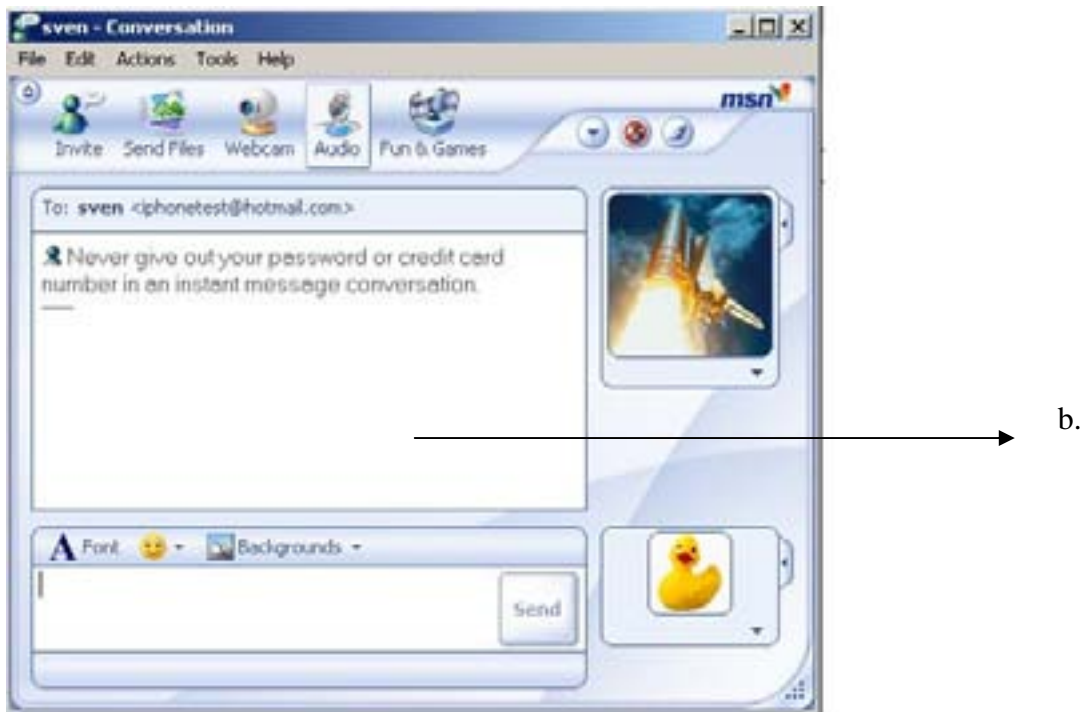 sven - Conversation
File Edit Actions Tools Help
msn
Invite Send Files Webcam Audio Fun & Games
To: sven <iphonetest@hotmail.com>
Never give out your password or credit card
number in an instant message conversation.
b.
A Font Backgrounds
Send